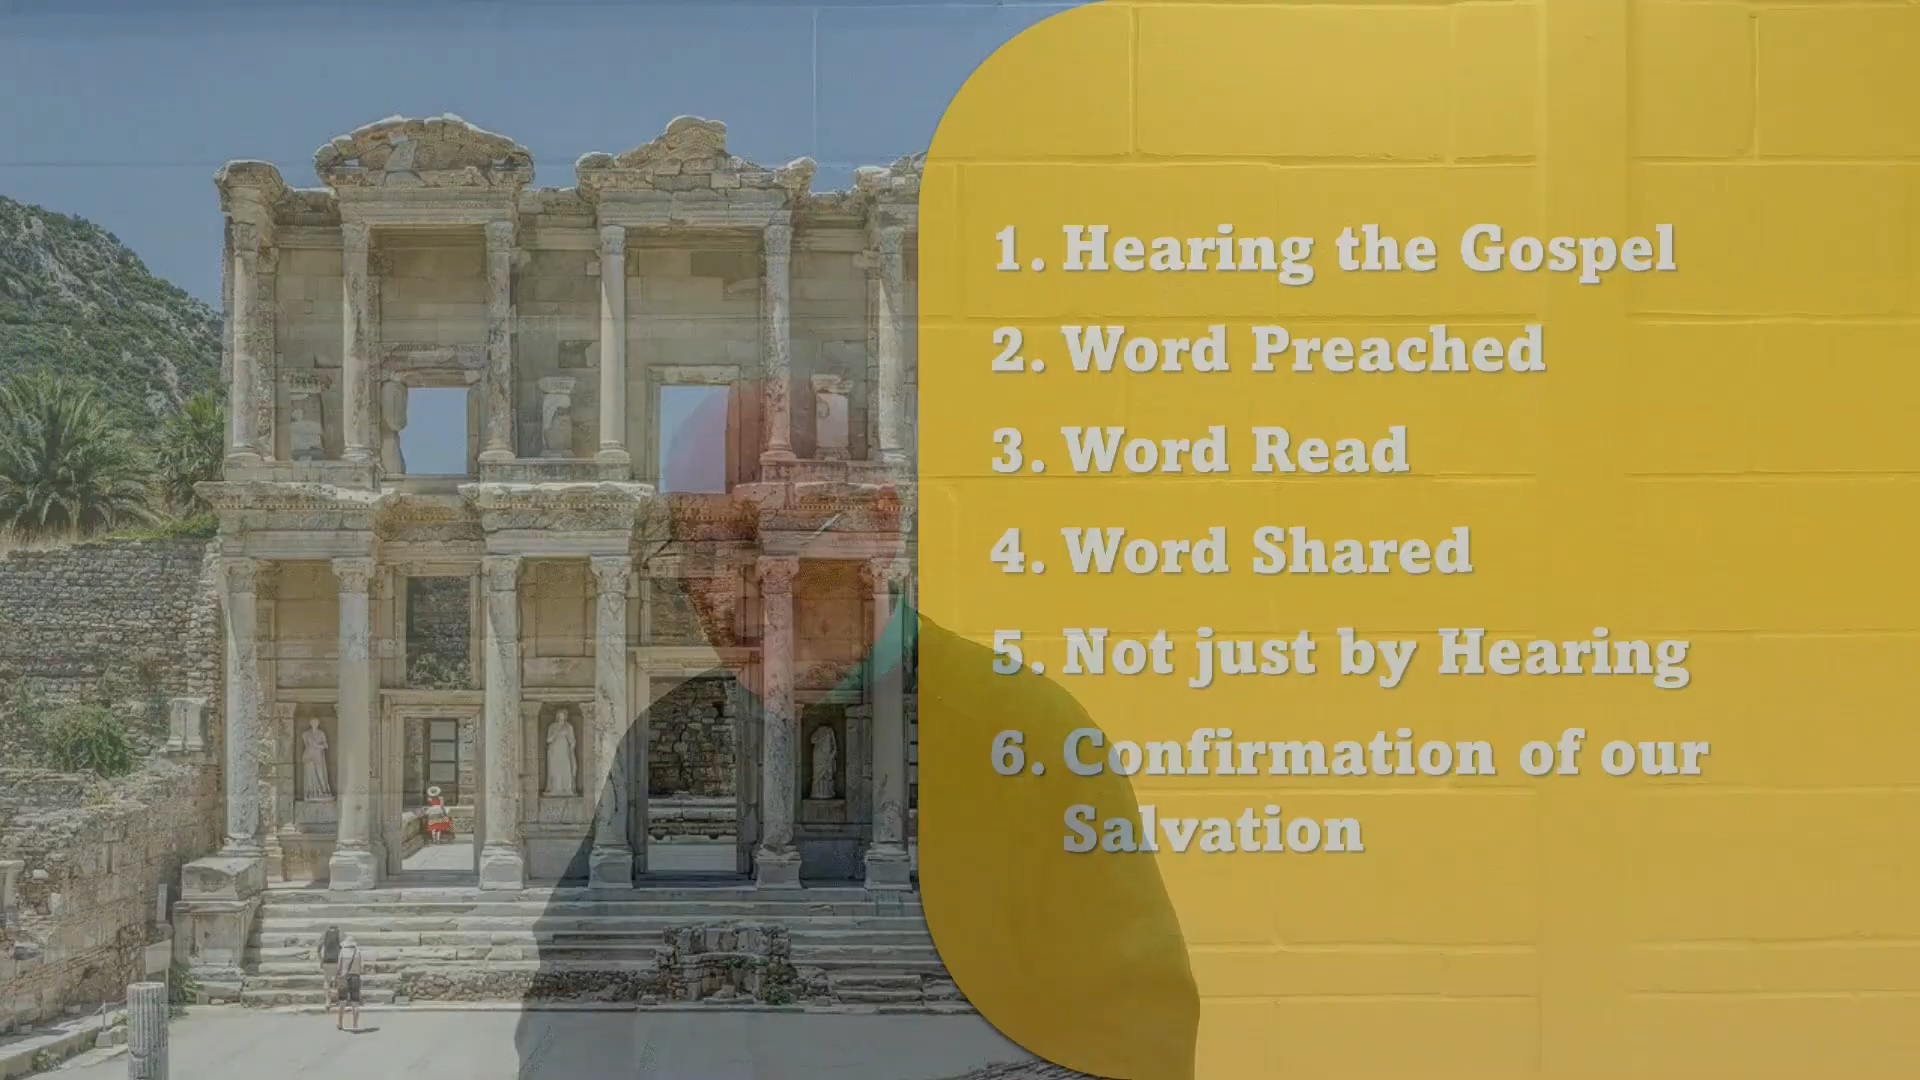 1. Hearing the Gospel
2. Word Preached
3. Word Read
4. Word Shared
5. Not just by Hearing
6. Confirmation of our
Salvation